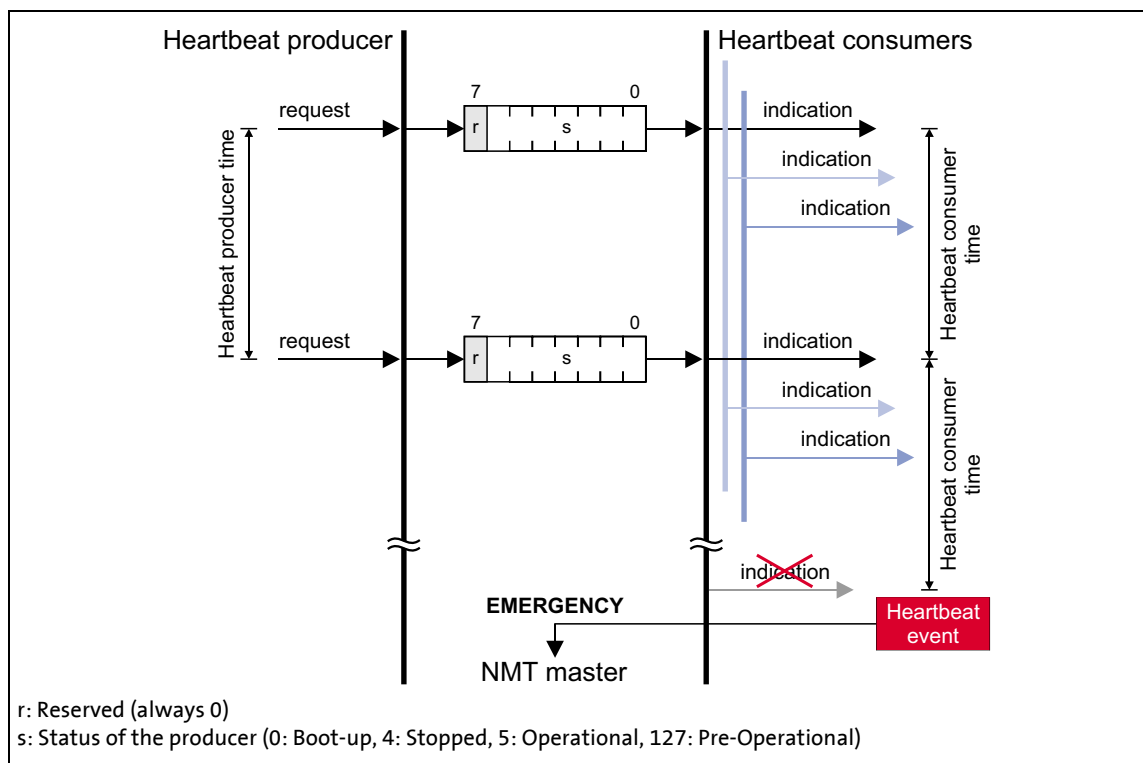 Heartbeat producer
Heartbeat consumers
7 0
request
r s
indication
indication
indication
Heartbeat producer time
Heartbeat consumer
time
7 0
request
r s
indication
indication
indication
Heartbeat consumer
time
indication
EMERGENCY
Heartbeat
event
NMT master
r: Reserved (always 0)
s: Status of the producer (0: Boot-up, 4: Stopped, 5: Operational, 127: Pre-Operational)